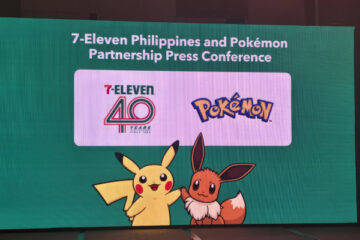 7-Eleven Philippines and Pokémon
Partnership Press Conference
7-ELEVEN
40
YEARS
POKéMON